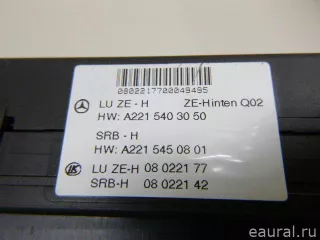 0802217700049495
LU ZE - H ZE-Hinten Q02
HW: A221 540 30 50
SRB - H
HW: A221 545 08 01
LU ZE-H 08 0221 77
SRB-H 08 0221 42
eaural.ru